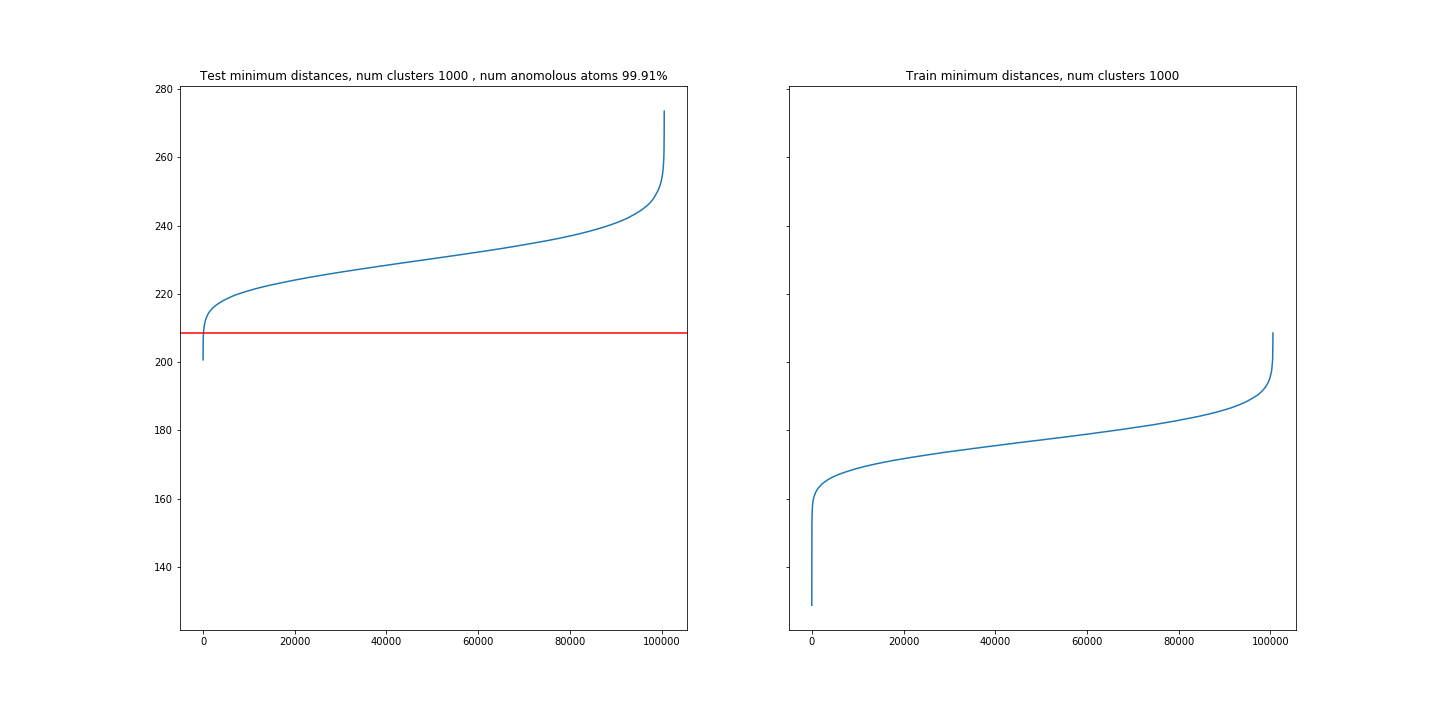 Test minimum distances, num clusters 1000 , num anomolous atoms 99.91%
280
260
240
220
200
180
160
140
0 20000 40000 60000 80000 100000
Train minimum distances, num clusters 1000
0 20000 40000 60000 80000 100000